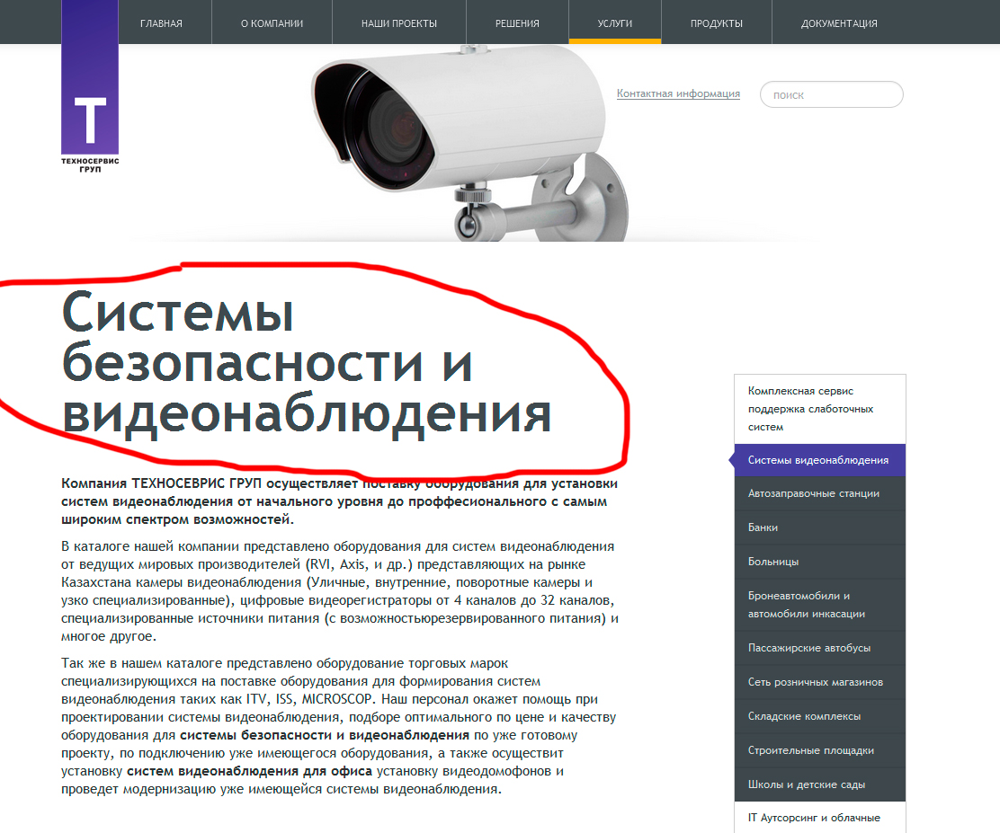 ГЛАВНАЯ
О КОМПАНИИ
НАШИ ПРОЕКТЫ
РЕШЕНИЯ
УСЛУГИ
ПРОДУКТЫ
ДОКУМЕНТАЦИЯ
Т
ТЕХНОСЕРВИС
ГРУП
Контактная информация
поиск
Системы
безопасности и
видеонаблюдения
Компания ТЕХНОСЕВРИС ГРУП осуществляет поставку оборудования для установки
систем видеонаблюдения от начального уровня до проффесионального с самым
широким спектром возможностей.
В каталоге нашей компании представлено оборудования для систем видеонаблюдения
от ведущих мировых производителей (RVI, Axis, и др.) представляющих на рынке
Казахстана камеры видеонаблюдения (Уличные, внутренние, поворотные камеры и
узко специализированные), цифровые видеорегистраторы от 4 каналов до 32 каналов,
специализированные источники питания (с возможностьюрезервированного питания) и
многое другое.
Так же в нашем каталоге представлено оборудование торговых марок
специализирующихся на поставке оборудования для формирования систем
видеонаблюдения таких как ITV, ISS, MICROSCOP. Наш персонал окажет помощь при
проектировании системы видеонаблюдения, подборе оптимального по цене и качеству
оборудования для системы безопасности и видеонаблюдения по уже готовому
проекту, по подключению уже имеющегося оборудования, а также осуществит
установку систем видеонаблюдения для офиса установку видеодомофонов и
проведет модернизацию уже имеющейся системы видеонаблюдения.
Комплексная сервис
поддержка слаботочных
систем
Системы видеонаблюдения
Автозаправочные станции
Банки
Больницы
Бронеавтомобили и
автомобили инкасации
Пассажирские автобусы
Сеть розничных магазинов
Складские комплексы
Строительные площадки
Школы и детские сады
IT Аутсорсинг и облачные